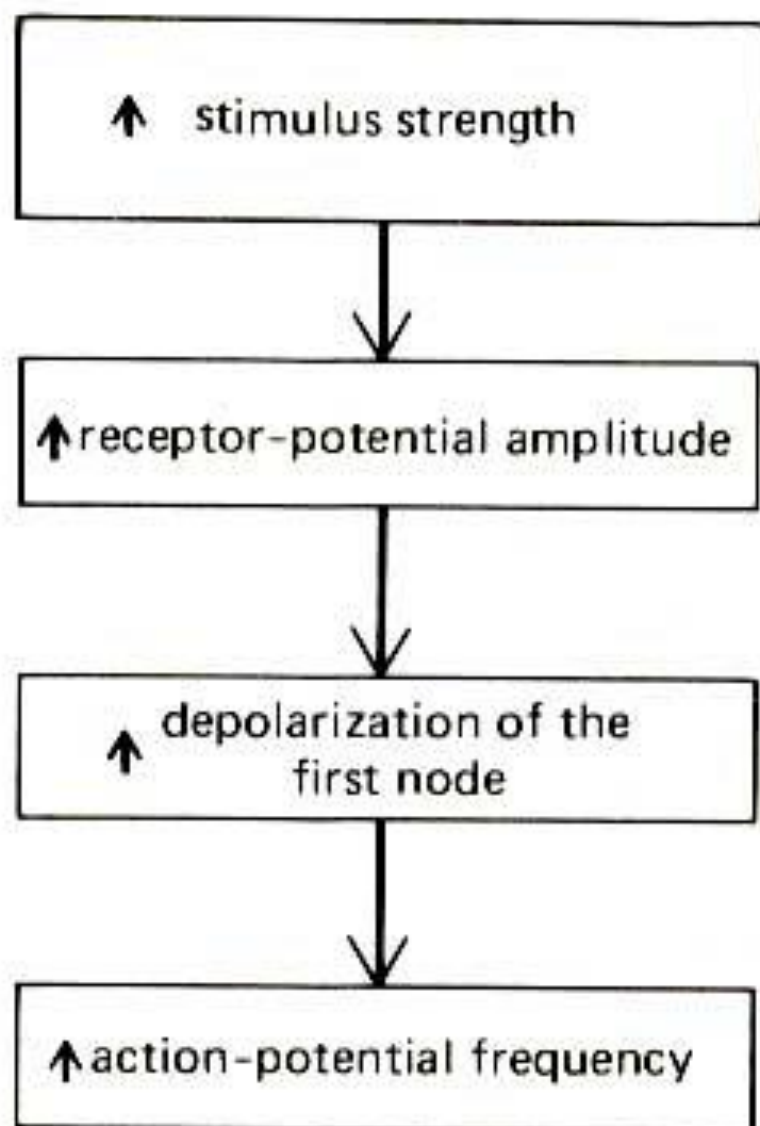 ↑ stimulus strength
↑ receptor-potential amplitude
↑ depolarization of the
first node
↑ action-potential frequency